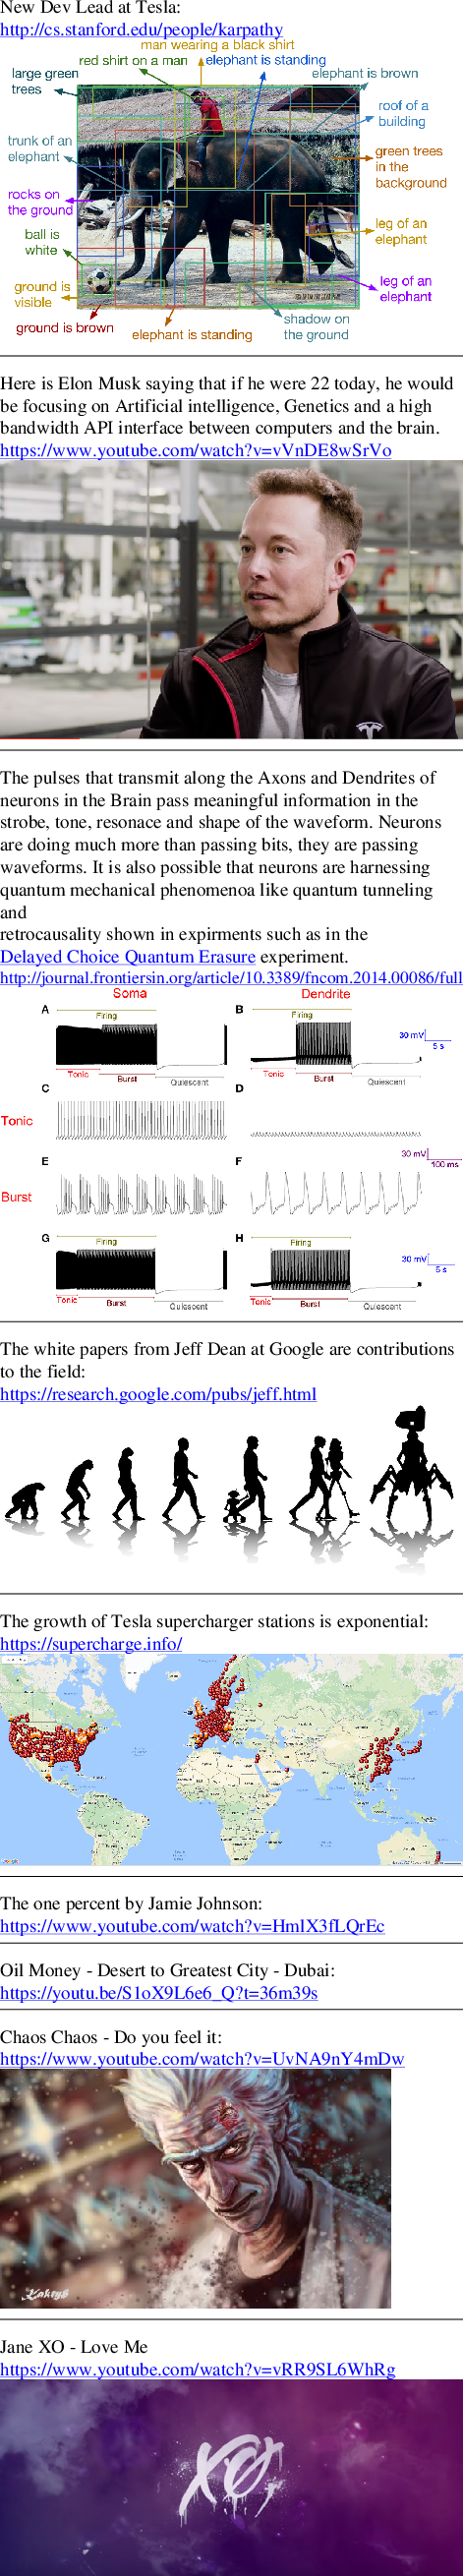 New Dev Lead at Tesla:
http://cs.stanford.edu/people/karpathy
man wearing a black shirt
red shirt on a man
elephant is standing
large green
trees
elephant is brown
roof of a
building
trunk of an
elephant
green trees
in the
background
rocks on
the ground
leg of an
elephant
ball is
white
leg of an
elephant
ground is
visible
shadow on
the ground
ground is brown
elephant is standing
Here is Elon Musk saying that if he were 22 today, he would
be focusing on Artificial intelligence, Genetics and a high
bandwidth API interface between computers and the brain.
https://www.youtube.com/watch?v=vVnDE8wSrVo
The pulses that transmit along the Axons and Dendrites of
neurons in the Brain pass meaningful information in the
strobe, tone, resonace and shape of the waveform. Neurons
are doing much more than passing bits, they are passing
waveforms. It is also possible that neurons are harnessing
quantum mechanical phenomenoa like quantum tunneling
and
retrocausality shown in expirments such as in the
Delayed Choice Quantum Erasure experiment.
http://journal.frontiersin.org/article/10.3389/fncom.2014.00086/full
Soma
Dendrite
A
Firing
B
Firing
30 mV
5 s
Tonic
Burst
Quiescent
Tonic
Burst
Quiescent
C
D
Tonic
E
F
30 mV
100 ms
Burst
G
Firing
H
Firing
30 mV
5 s
Tonic
Burst
Quiescent
Tonic
Burst
Quiescent
The white papers from Jeff Dean at Google are contributions
to the field:
https://research.google.com/pubs/jeff.html
The growth of Tesla supercharger stations is exponential:
https://supercharge.info/
Google
The one percent by Jamie Johnson:
https://www.youtube.com/watch?v=HmlX3fLQrEc
Oil Money - Desert to Greatest City - Dubai:
https://youtu.be/S1oX9L6e6_Q?t=36m39s
Chaos Chaos - Do you feel it:
https://www.youtube.com/watch?v=UvNA9nY4mDw
Jane XO - Love Me
https://www.youtube.com/watch?v=vRR9SL6WhRg
XO